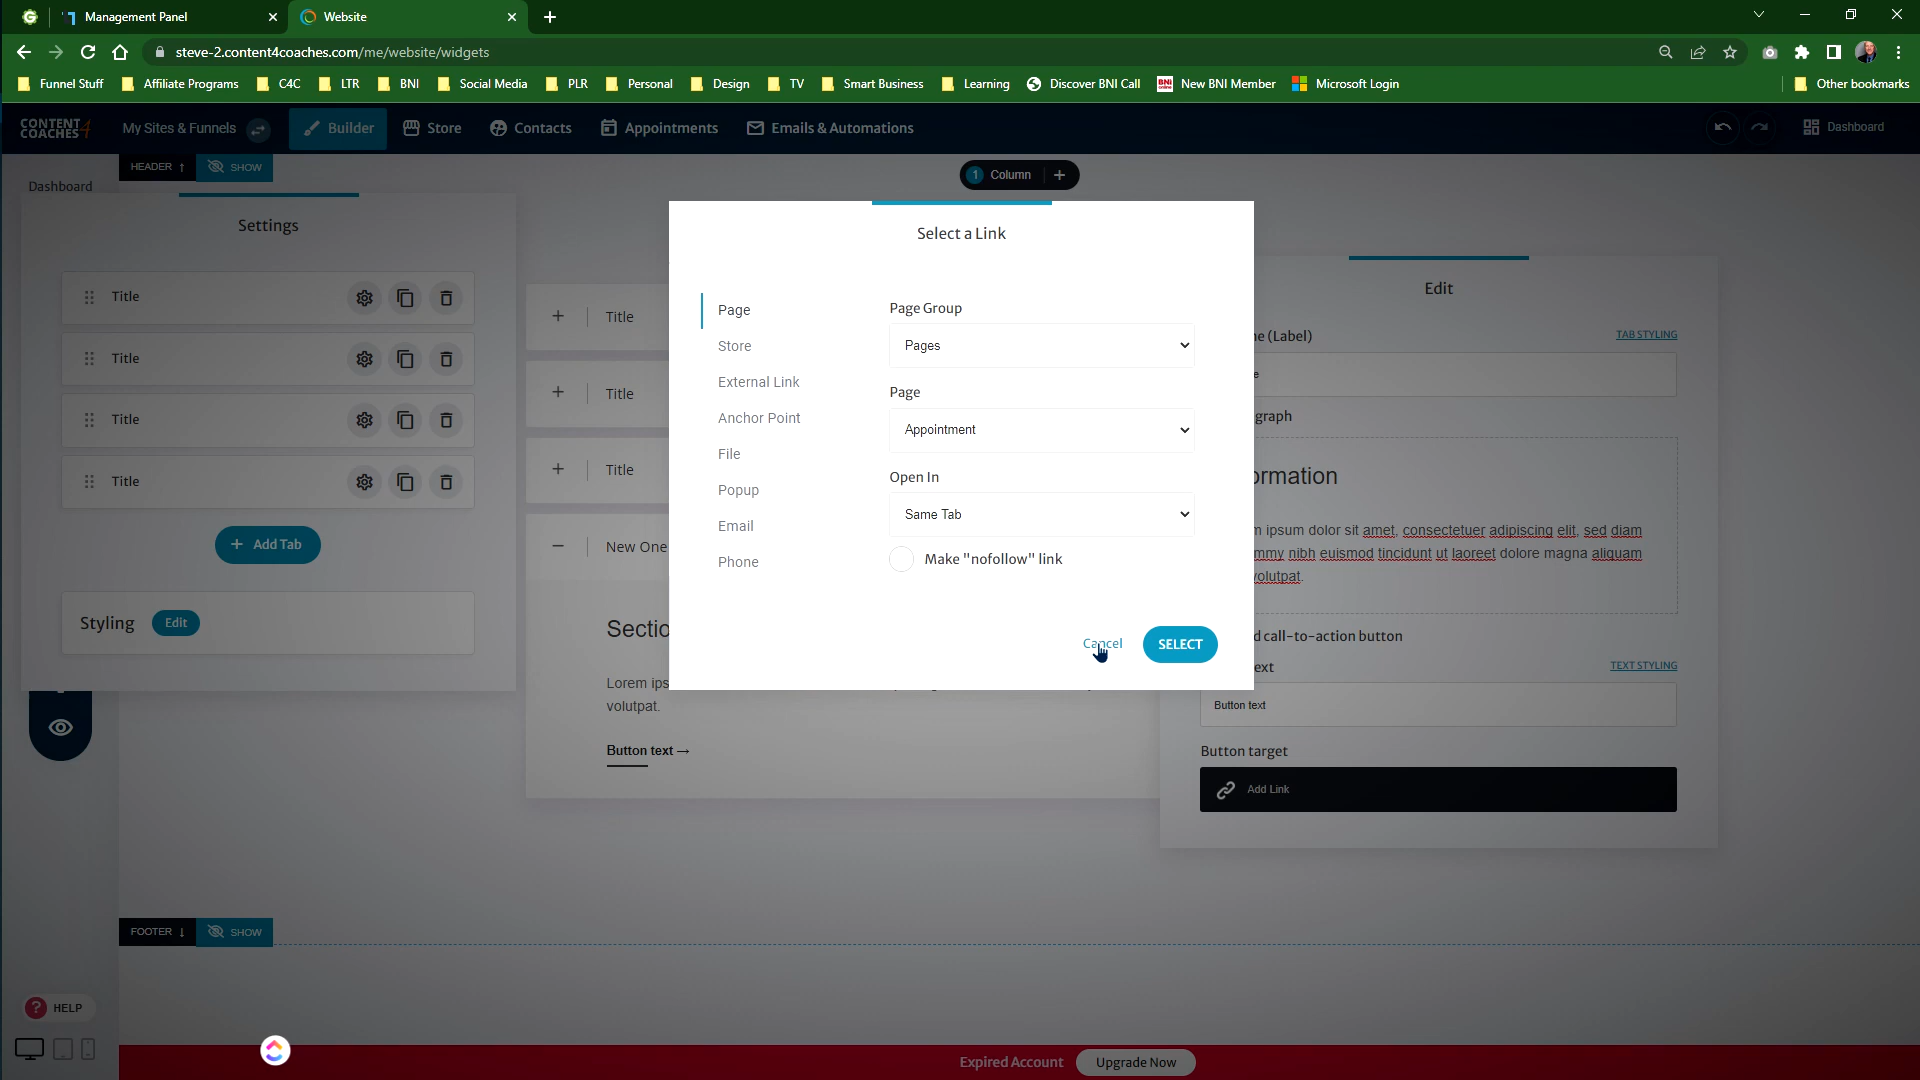 Management Panel
Website
steve-2.content4coaches.com/me/website/widgets
Funnel Stuff
Affiliate Programs
C4C
LTR
BNI
Social Media
PLR
Personal
Design
TV
Smart Business
Learning
Discover BNI Call
New BNI Member
Microsoft Login
Other bookmarks
CONTENT
COACHES 4
My Sites & Funnels
Builder
Store
Contacts
Appointments
Emails & Automations
Dashboard
HEADER ↑
SHOW
1 Column +
Dashboard
Settings
Title
Title
Title
Title
+ Add Tab
Styling
Edit
+ Title
+ Title
+ Title
− New One
Sectio
Lorem ips
volutpat.
Button text →
Select a Link
Page
Store
External Link
Anchor Point
File
Popup
Email
Phone
Page Group
Pages
Page
Appointment
Open In
Same Tab
Make "nofollow" link
Cancel
SELECT
Edit
e (Label)
TAB STYLING
e
graph
ormation
ipsum dolor sit amet, consectetuer adipiscing elit, sed diam
mmy nibh euismod tincidunt ut laoreet dolore magna aliquam
volutpat.
d call-to-action button
ext
TEXT STYLING
Button text
Button target
Add Link
FOOTER ↓
SHOW
? HELP
Expired Account
Upgrade Now